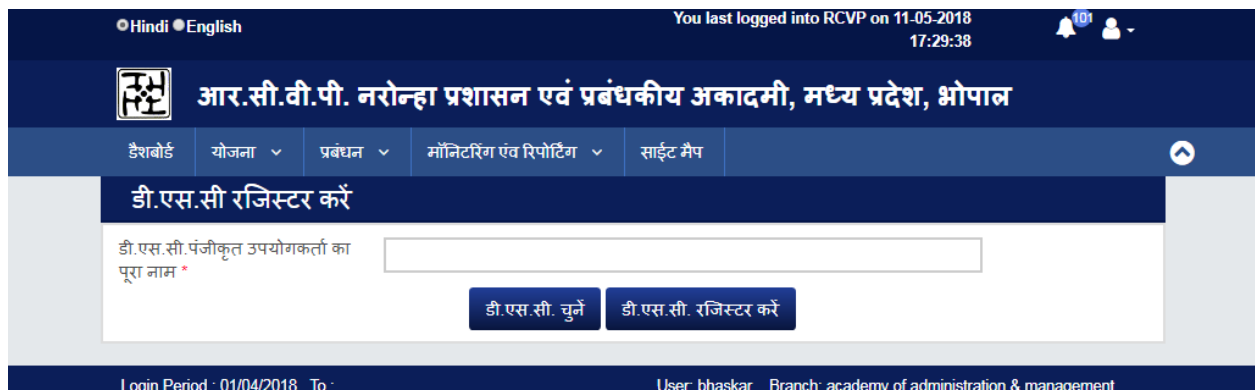 Hindi English
You last logged into RCVP on 11-05-2018
17:29:38
101
आर.सी.वी.पी. नरोन्हा प्रशासन एवं प्रबंधकीय अकादमी, मध्य प्रदेश, भोपाल
डैशबोर्ड योजना प्रबंधन मॉनिटरिंग एंव रिपोर्टिंग साईट मैप
डी.एस.सी रजिस्टर करें
डी.एस.सी.पंजीकृत उपयोगकर्ता का
पूरा नाम *
डी.एस.सी. चुनें डी.एस.सी. रजिस्टर करें
Login Period : 01/04/2018 To : User: bhaskar Branch: academy of administration & management